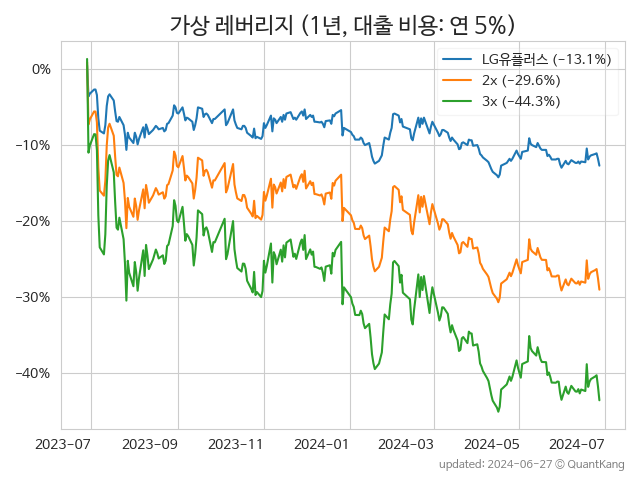 가상 레버리지 (1년, 대출 비용: 연 5%)
LG유플러스 (−13.1%)
2x (−29.6%)
3x (−44.3%)
0%
−10%
−20%
−30%
−40%
2023-07 2023-09 2023-11 2024-01 2024-03 2024-05 2024-07
updated: 2024-06-27 © QuantKang